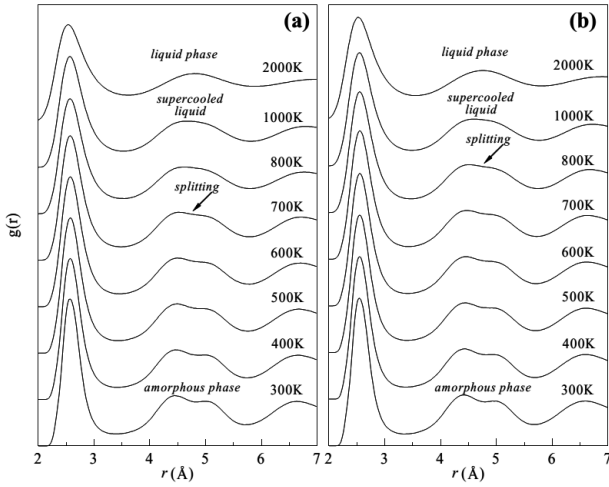 (a)
liquid phase
2000K
supercooled
liquid
1000K
800K
splitting
700K
600K
500K
400K
amorphous phase
300K
2 3 4 5 6 7
r (Å)
g(r)
(b)
liquid phase
2000K
supercooled
liquid
1000K
splitting
800K
700K
600K
500K
400K
amorphous phase
300K
2 3 4 5 6 7
r (Å)